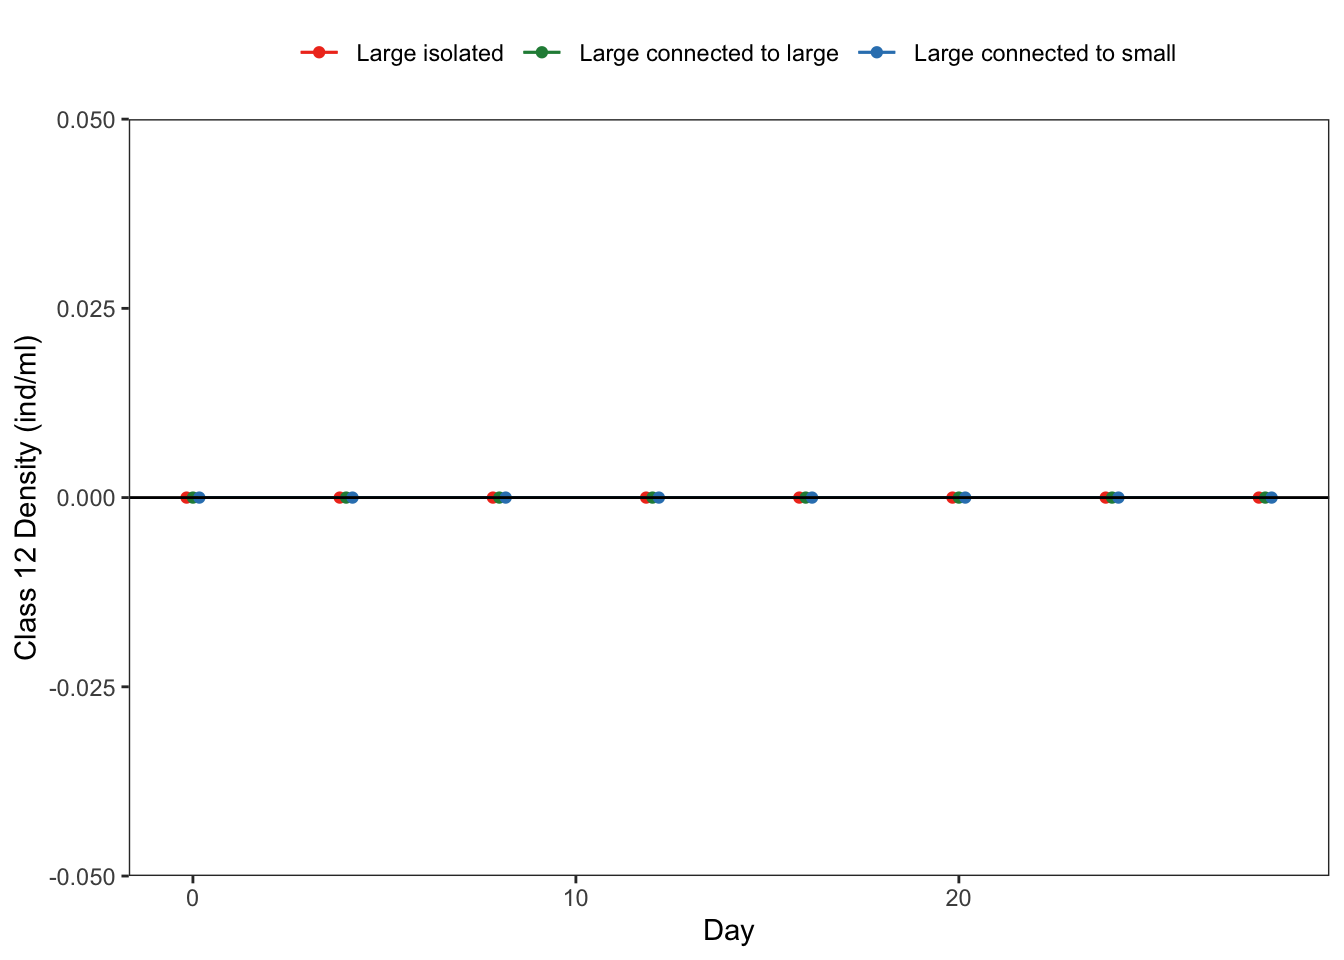 Large isolated Large connected to large Large connected to small
0.050
0.025
0.000
-0.025
-0.050
Class 12 Density (ind/ml)
0 10 20
Day